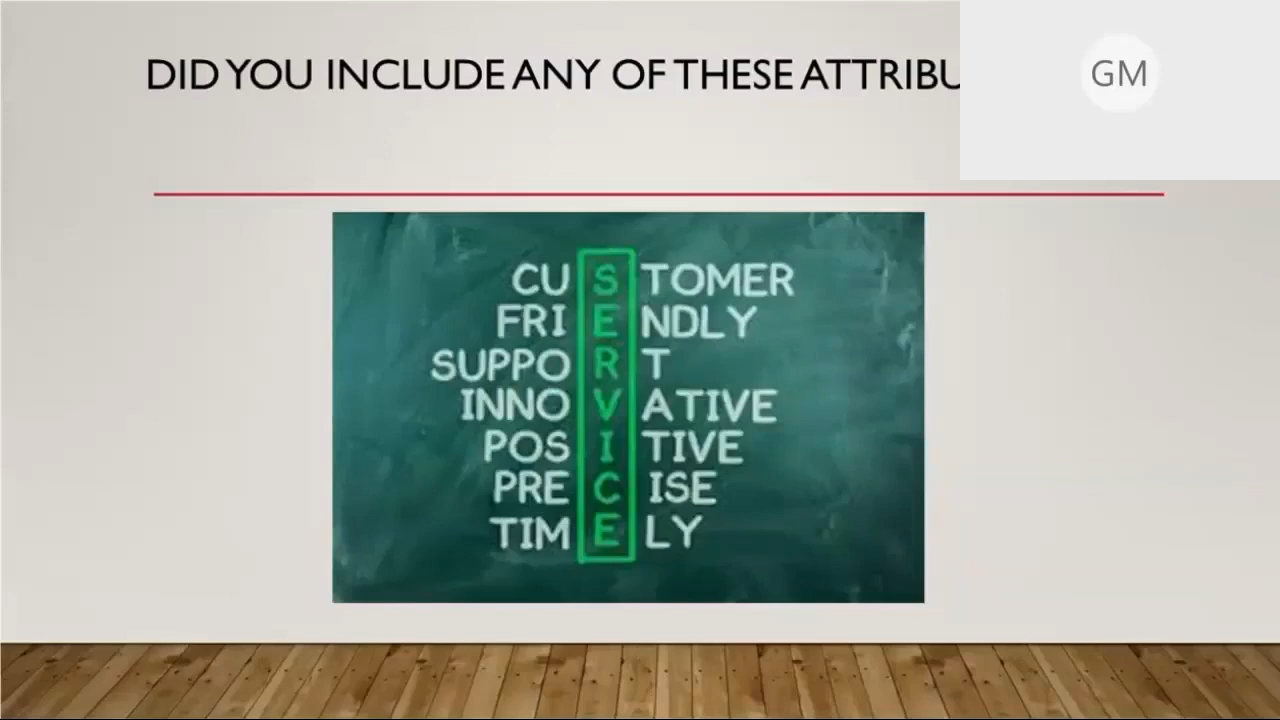 DID YOU INCLUDE ANY OF THESE ATTRIBU
GM
CUSTOMER
FRIENDLY
SUPPORT
INNOVATIVE
POSITIVE
PRECISE
TIMELY